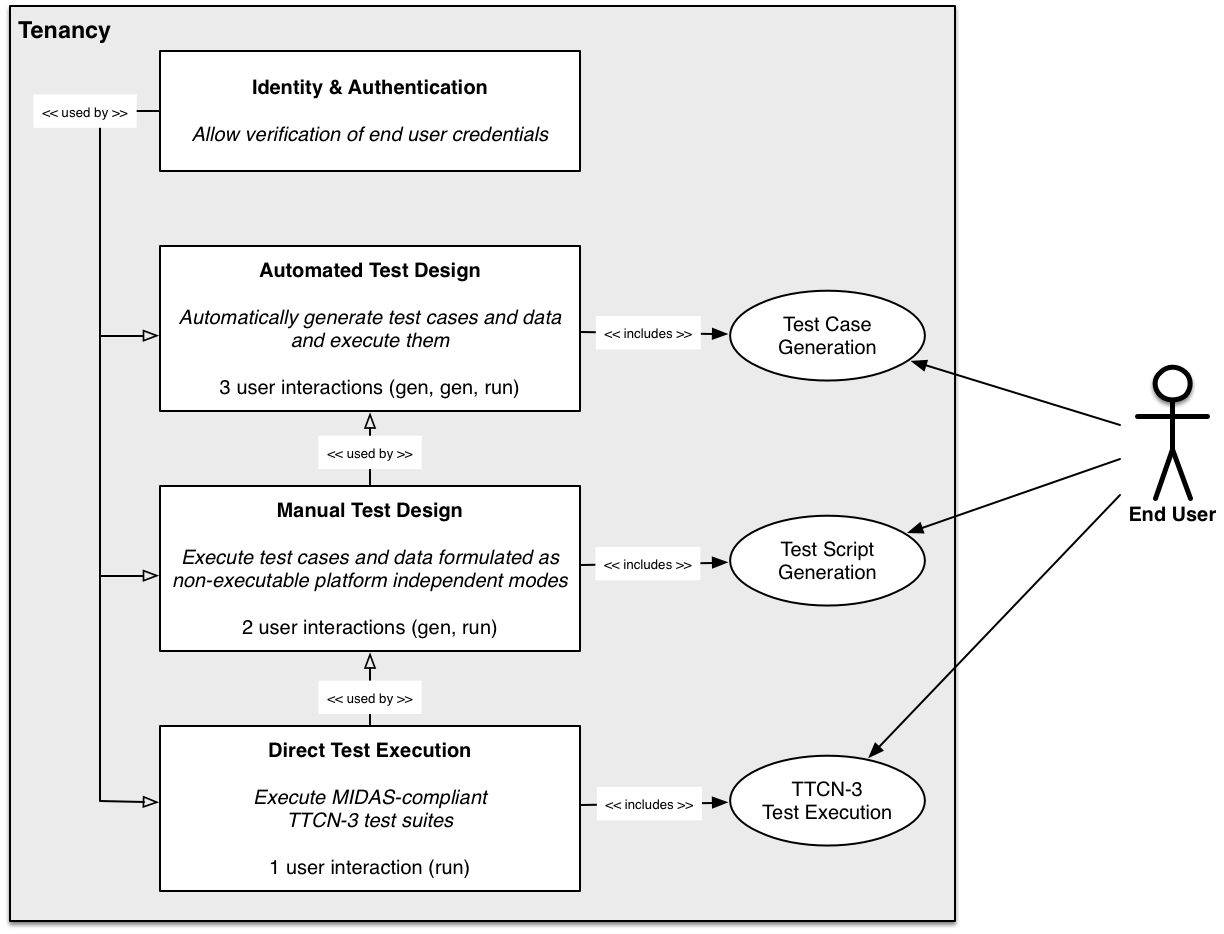 Tenancy
Identity & Authentication
<< used by >>
Allow verification of end user credentials
Automated Test Design
Automatically generate test cases and data
and execute them
3 user interactions (gen, gen, run)
<< includes >>
Test Case
Generation
<< used by >>
Manual Test Design
Execute test cases and data formulated as
non-executable platform independent modes
2 user interactions (gen, run)
<< includes >>
Test Script
Generation
End User
<< used by >>
Direct Test Execution
Execute MIDAS-compliant
TTCN-3 test suites
1 user interaction (run)
<< includes >>
TTCN-3
Test Execution